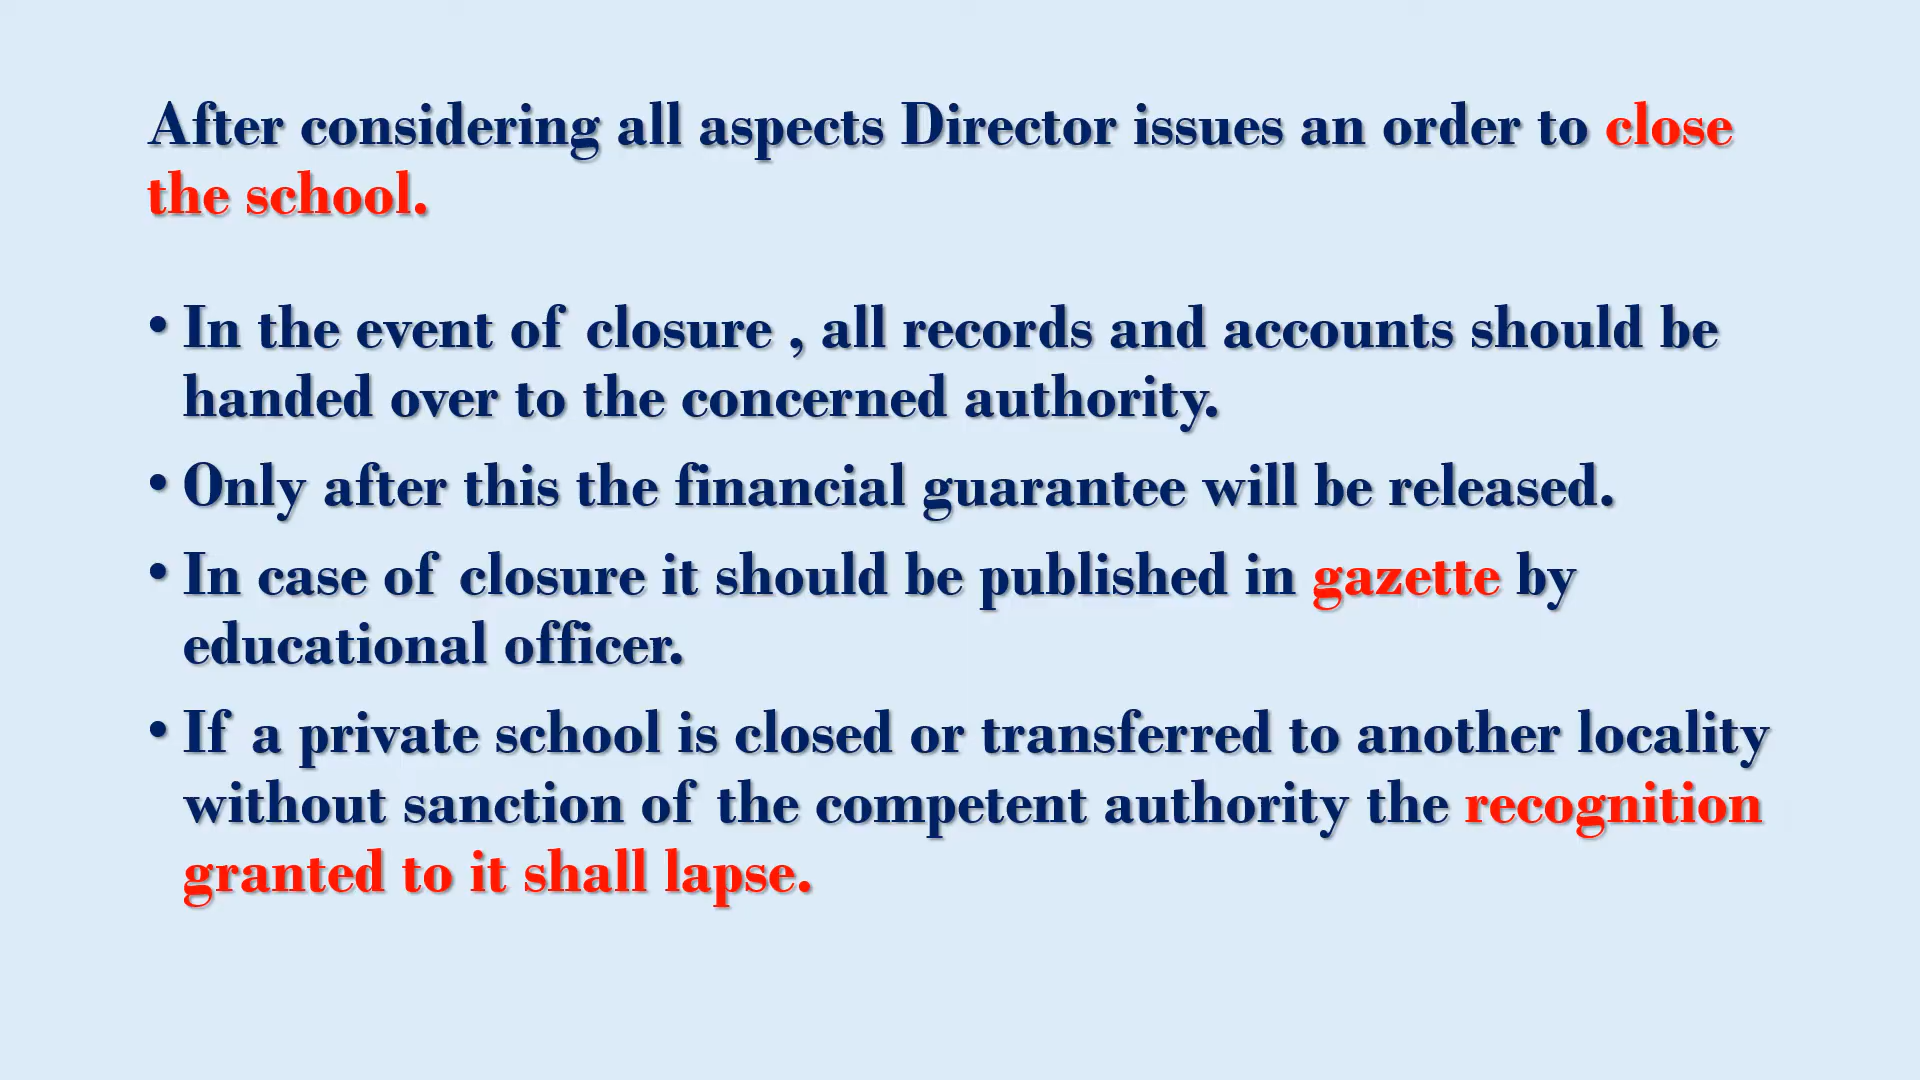 After considering all aspects Director issues an order to close
the school.
• In the event of closure , all records and accounts should be
handed over to the concerned authority.
• Only after this the financial guarantee will be released.
• In case of closure it should be published in gazette by
educational officer.
• If a private school is closed or transferred to another locality
without sanction of the competent authority the recognition
granted to it shall lapse.